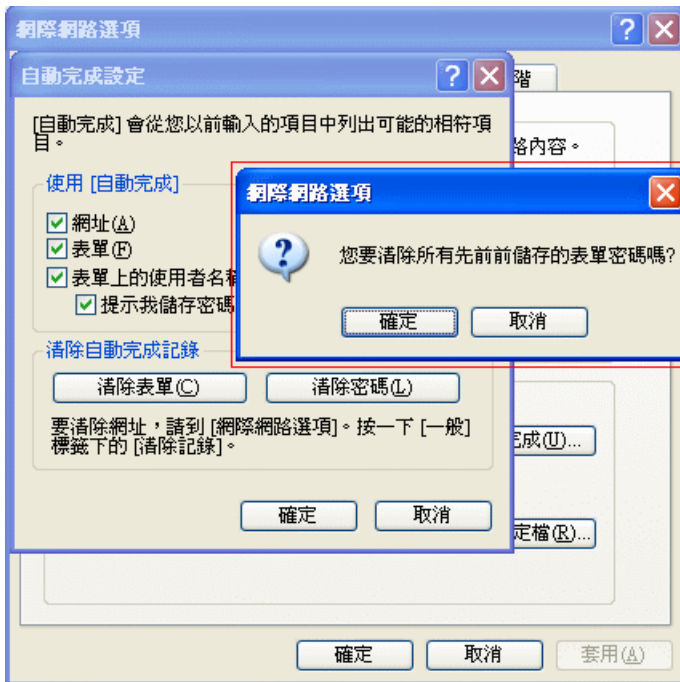 網際網路選項
自動完成設定
階
[自動完成] 會從您以前輸入的項目中列出可能的相符項
目。
路內容。
使用 [自動完成]
網際網路選項
網址(A)
表單(F)
您要清除所有先前前儲存的表單密碼嗎?
表單上的使用者名稱
提示我儲存密碼
確定
取消
清除自動完成記錄
清除表單(C)
清除密碼(L)
要清除網址,請到 [網際網路選項]。按一下 [一般]
標籤下的 [清除記錄]。
完成(U)...
確定
取消
定檔(R)...
確定
取消
套用(A)